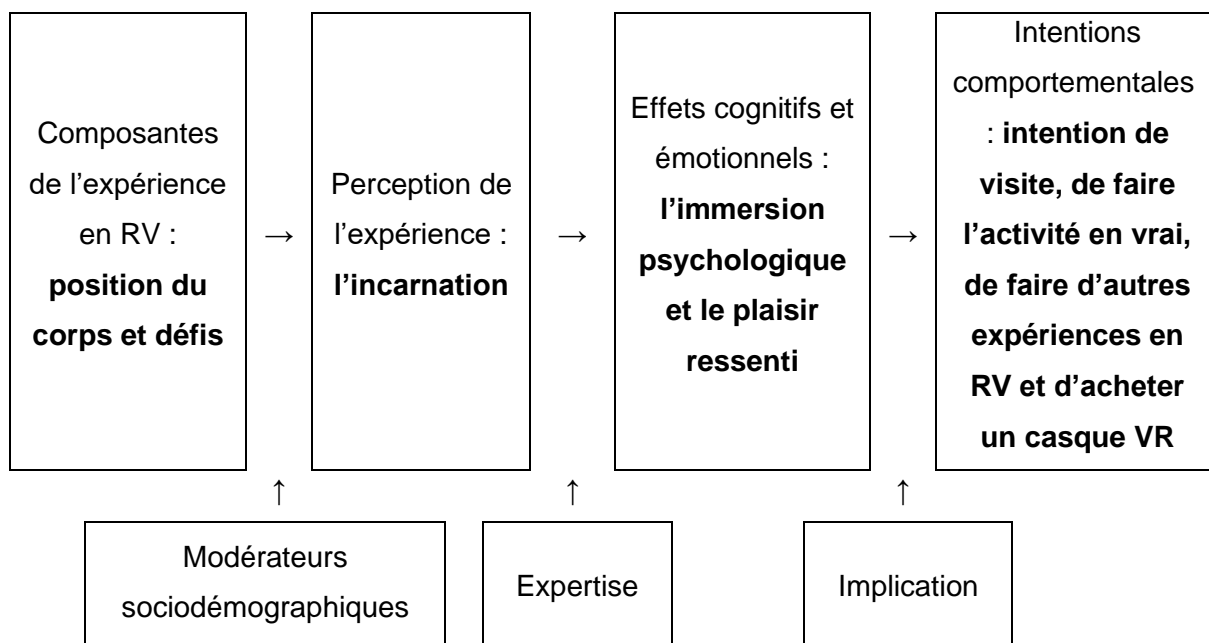 Composantes
de l’expérience
en RV :
position du
corps et défis
→
Perception de
l’expérience :
l’incarnation
→
Effets cognitifs et
émotionnels :
l’immersion
psychologique
et le plaisir
ressenti
→
Intentions
comportementales
: intention de
visite, de faire
l’activité en vrai,
de faire d’autres
expériences en
RV et d’acheter
un casque VR
↑
↑
↑
Modérateurs
sociodémographiques
Expertise
Implication